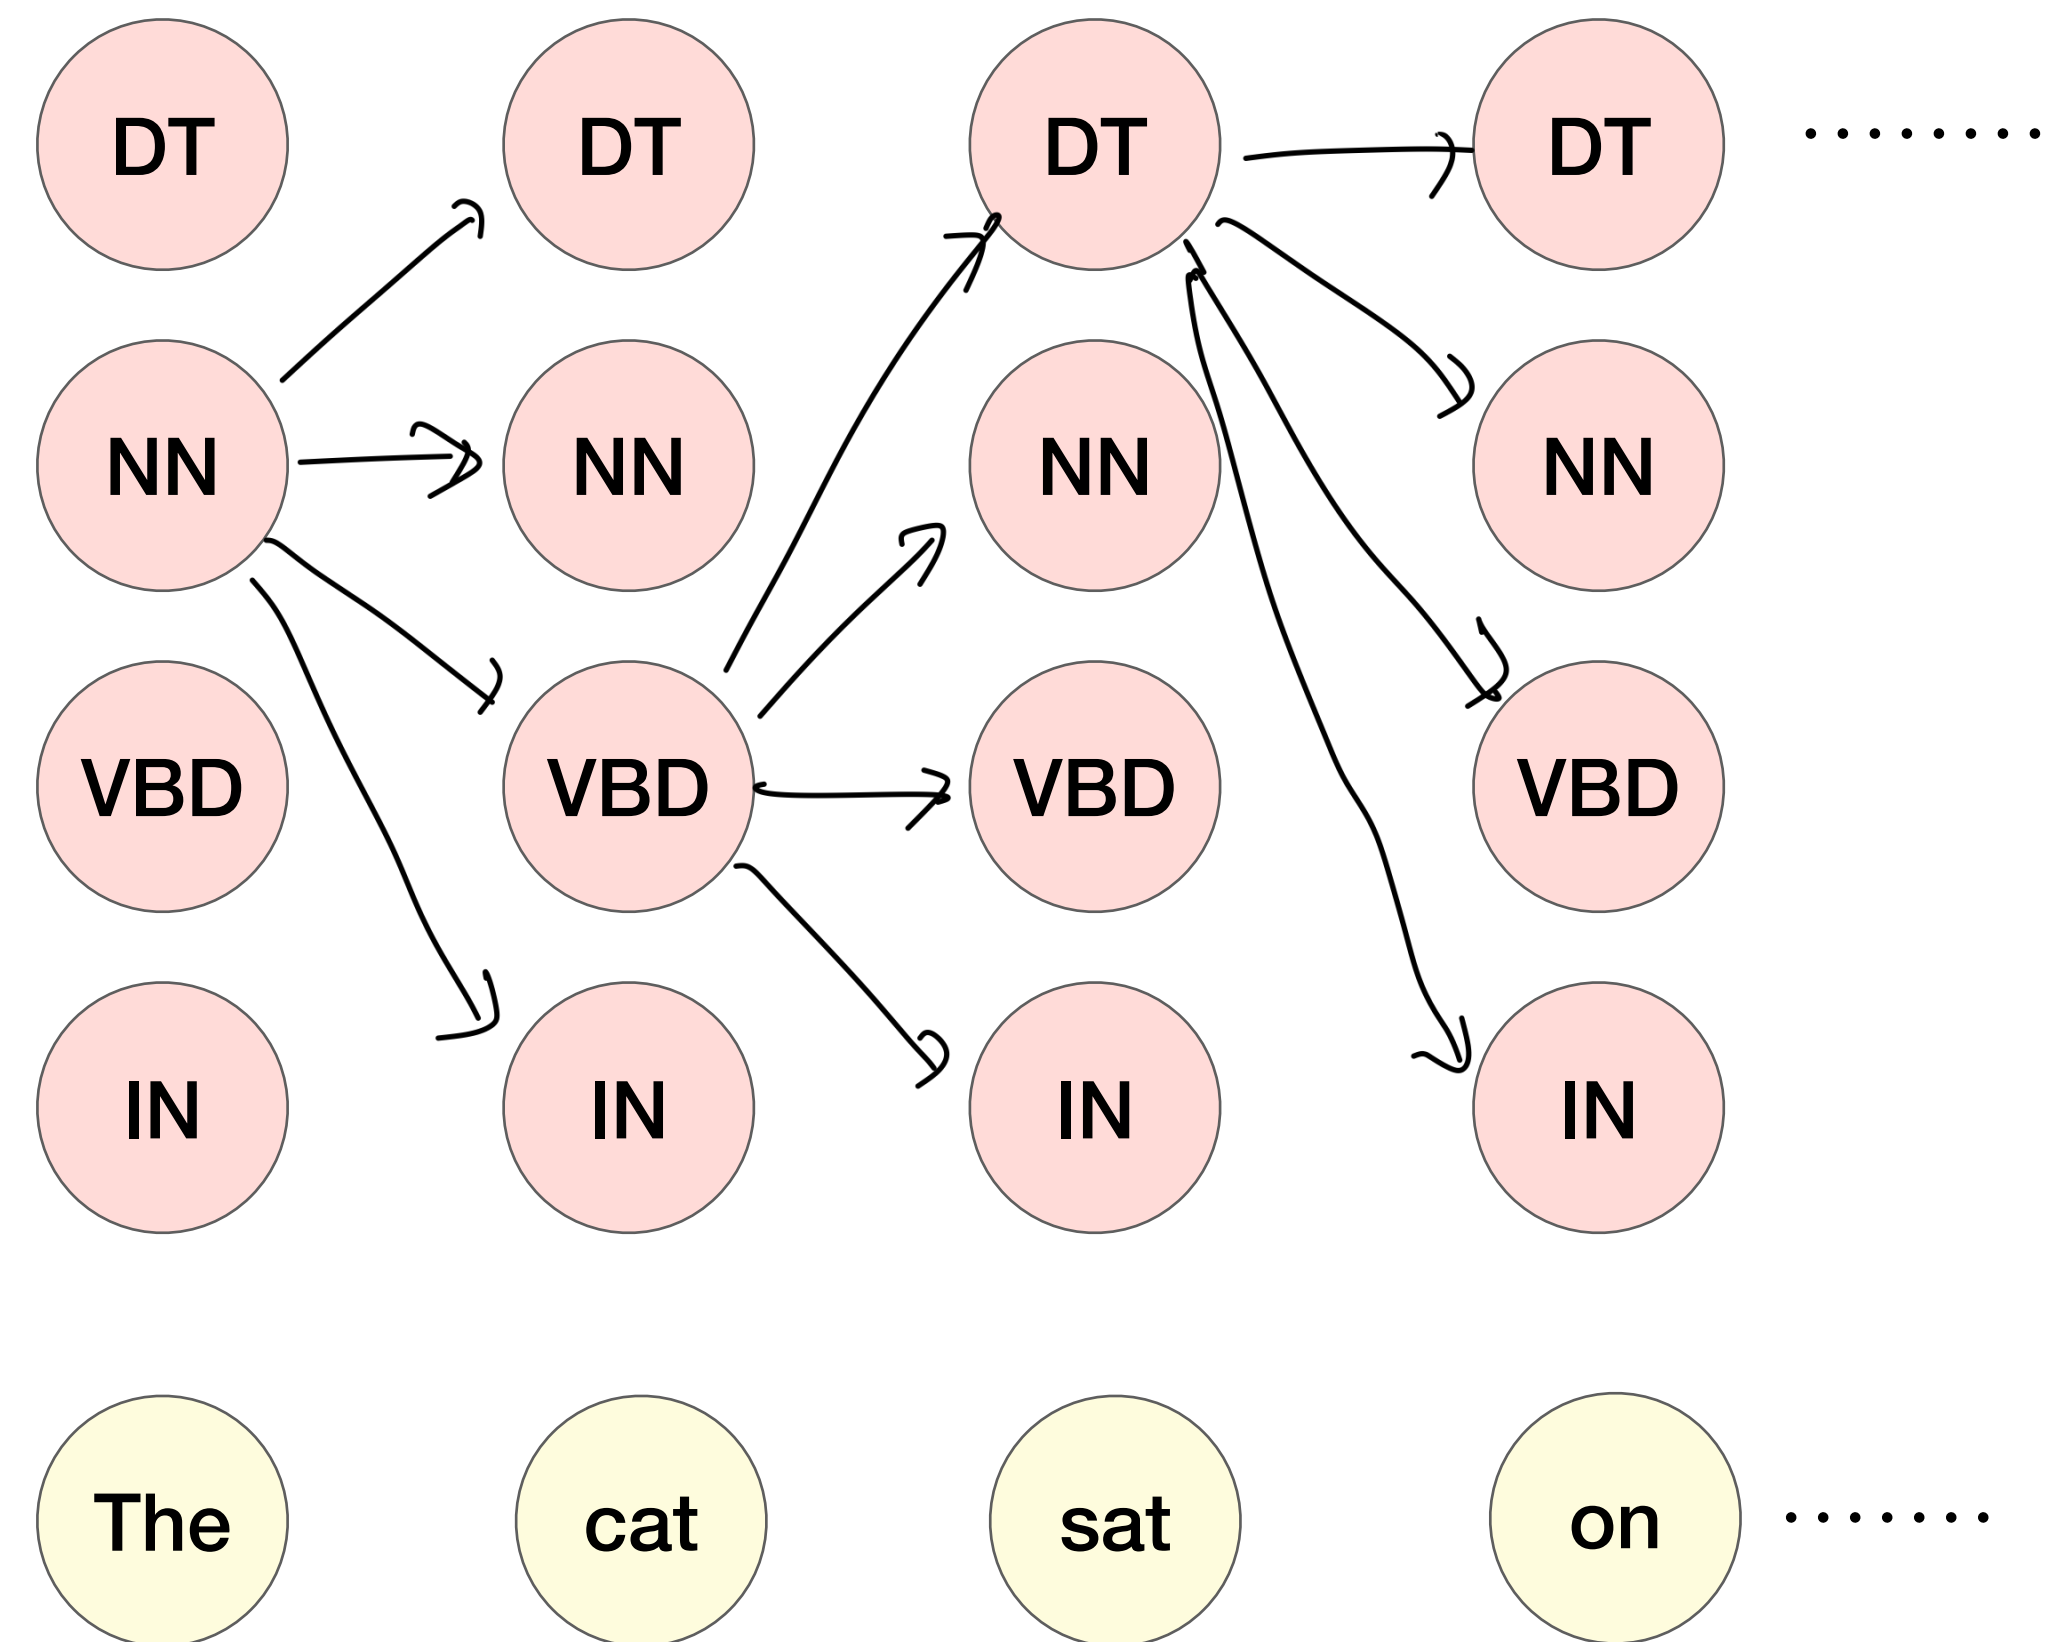 DT DT DT DT ........
NN NN NN NN
VBD VBD VBD VBD
IN IN IN IN
The cat sat on .......